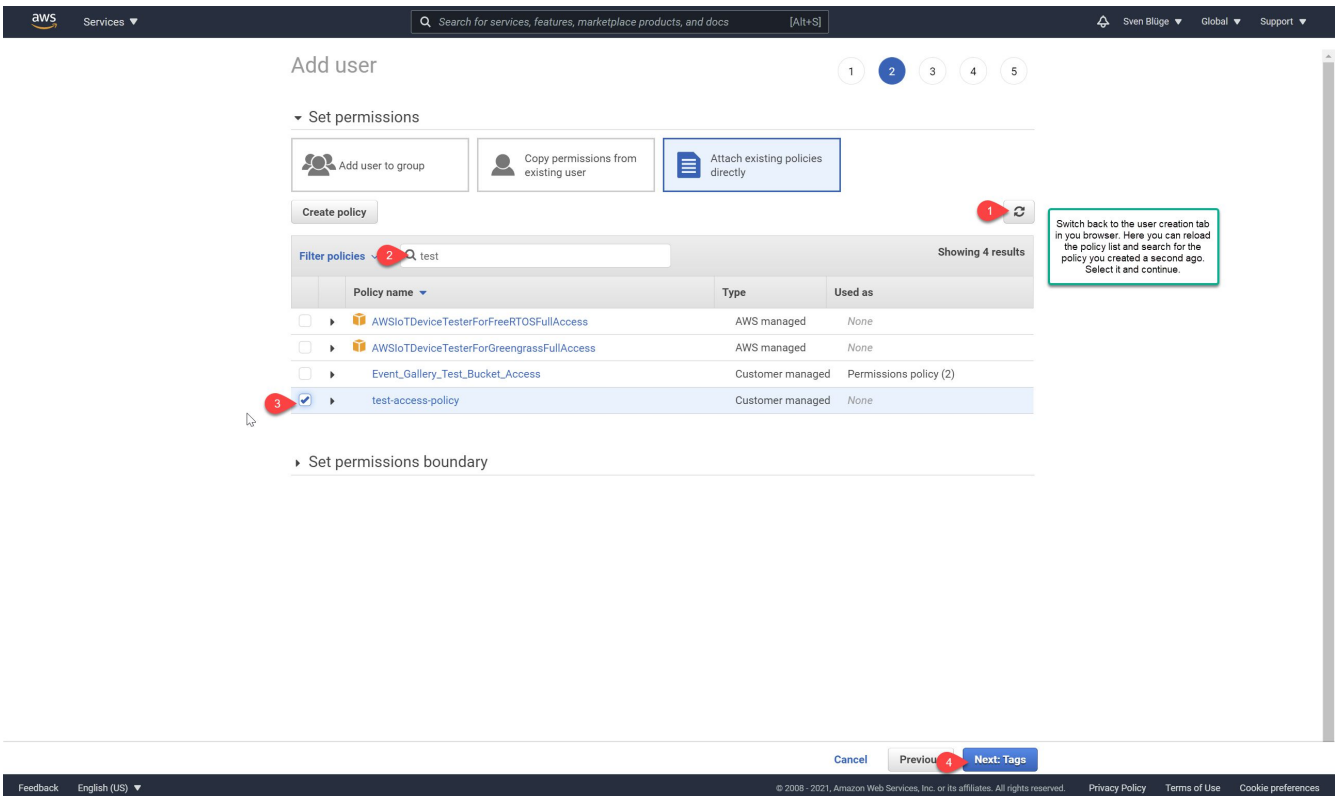 aws Services ▼ Search for services, features, marketplace products, and docs [Alt+S] Sven Blüge ▼ Global ▼ Support ▼
Add user
1 2 3 4 5
Set permissions
Add user to group
Copy permissions from
existing user
Attach existing policies
directly
Create policy
1
Switch back to the user creation tab
in you browser. Here you can reload
the policy list and search for the
policy you created a second ago.
Select it and continue.
Filter policies 2 test Showing 4 results
Policy name Type Used as
AWSIoTDeviceTesterForFreeRTOSFullAccess AWS managed None
AWSIoTDeviceTesterForGreengrassFullAccess AWS managed None
Event_Gallery_Test_Bucket_Access Customer managed Permissions policy (2)
3 test-access-policy Customer managed None
Set permissions boundary
Cancel Previou 4 Next: Tags
Feedback English (US) ▼ © 2008 - 2021, Amazon Web Services, Inc. or its affiliates. All rights reserved. Privacy Policy Terms of Use Cookie preferences